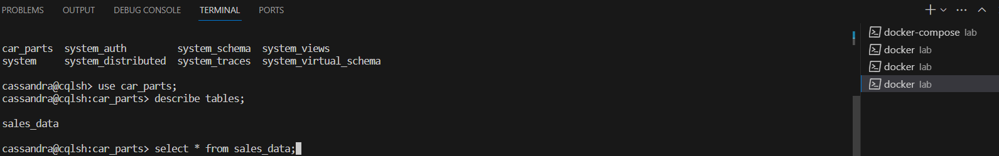 PROBLEMS OUTPUT DEBUG CONSOLE TERMINAL PORTS
car_parts  system_auth         system_schema  system_views
system     system_distributed  system_traces  system_virtual_schema
cassandra@cqlsh> use car_parts;
cassandra@cqlsh:car_parts> describe tables;
sales_data
cassandra@cqlsh:car_parts> select * from sales_data;
docker-compose lab
docker lab
docker lab
docker lab